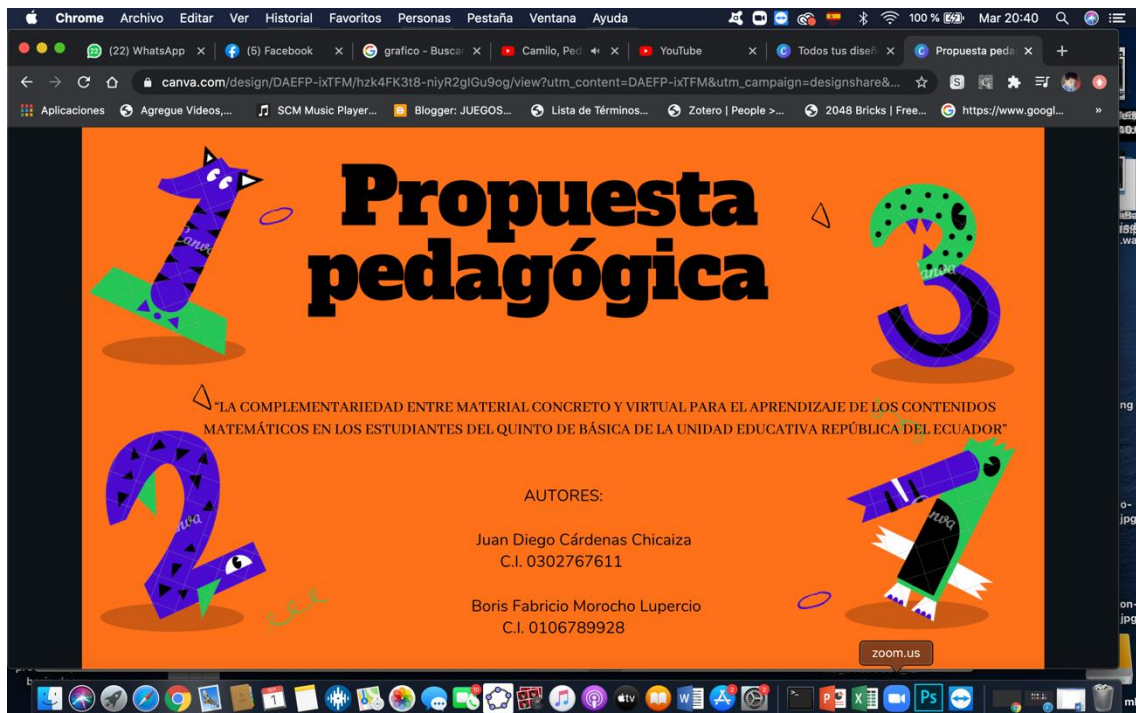 Chrome Archivo Editar Ver Historial Favoritos Personas Pestaña Ventana Ayuda 100 % Mar 20:40
(22) WhatsApp (5) Facebook grafico - Buscar Camilo, Ped YouTube Todos tus diseñ Propuesta peda
canva.com/design/DAEFP-ixTFM/hzk4FK3t8-niyR2glGu9og/view?utm_content=DAEFP-ixTFM&utm_campaign=designshare&...
Aplicaciones Agregue Videos,... SCM Music Player... Blogger: JUEGOS... Lista de Términos... Zotero | People >... 2048 Bricks | Free... https://www.googl... »
Propuesta
pedagógica
"LA COMPLEMENTARIEDAD ENTRE MATERIAL CONCRETO Y VIRTUAL PARA EL APRENDIZAJE DE LOS CONTENIDOS
MATEMÁTICOS EN LOS ESTUDIANTES DEL QUINTO DE BÁSICA DE LA UNIDAD EDUCATIVA REPÚBLICA DEL ECUADOR"
AUTORES:
Juan Diego Cárdenas Chicaiza
C.I. 0302767611
Boris Fabricio Morocho Lupercio
C.I. 0106789928
Canva
Canva
zoom.us